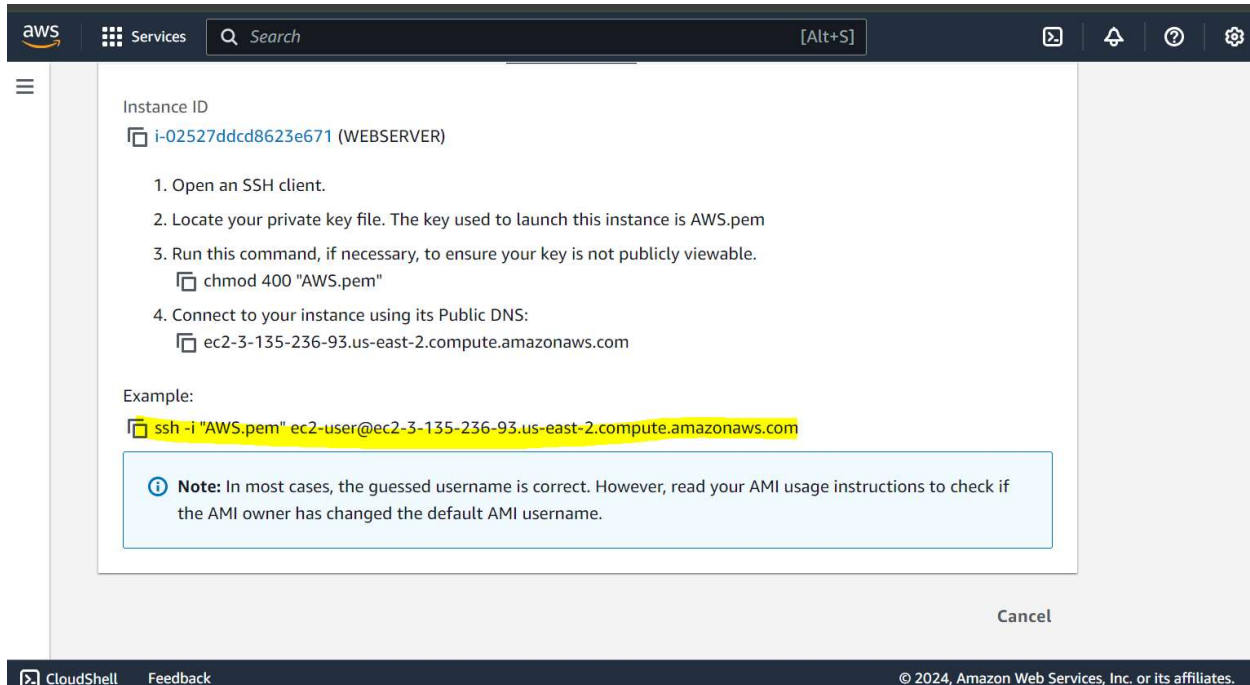 aws Services Search [Alt+S]
Instance ID
i-02527ddcd8623e671 (WEBSERVER)
1. Open an SSH client.
2. Locate your private key file. The key used to launch this instance is AWS.pem
3. Run this command, if necessary, to ensure your key is not publicly viewable.
chmod 400 "AWS.pem"
4. Connect to your instance using its Public DNS:
ec2-3-135-236-93.us-east-2.compute.amazonaws.com
Example:
ssh -i "AWS.pem" ec2-user@ec2-3-135-236-93.us-east-2.compute.amazonaws.com
Note: In most cases, the guessed username is correct. However, read your AMI usage instructions to check if
the AMI owner has changed the default AMI username.
Cancel
CloudShell Feedback © 2024, Amazon Web Services, Inc. or its affiliates.